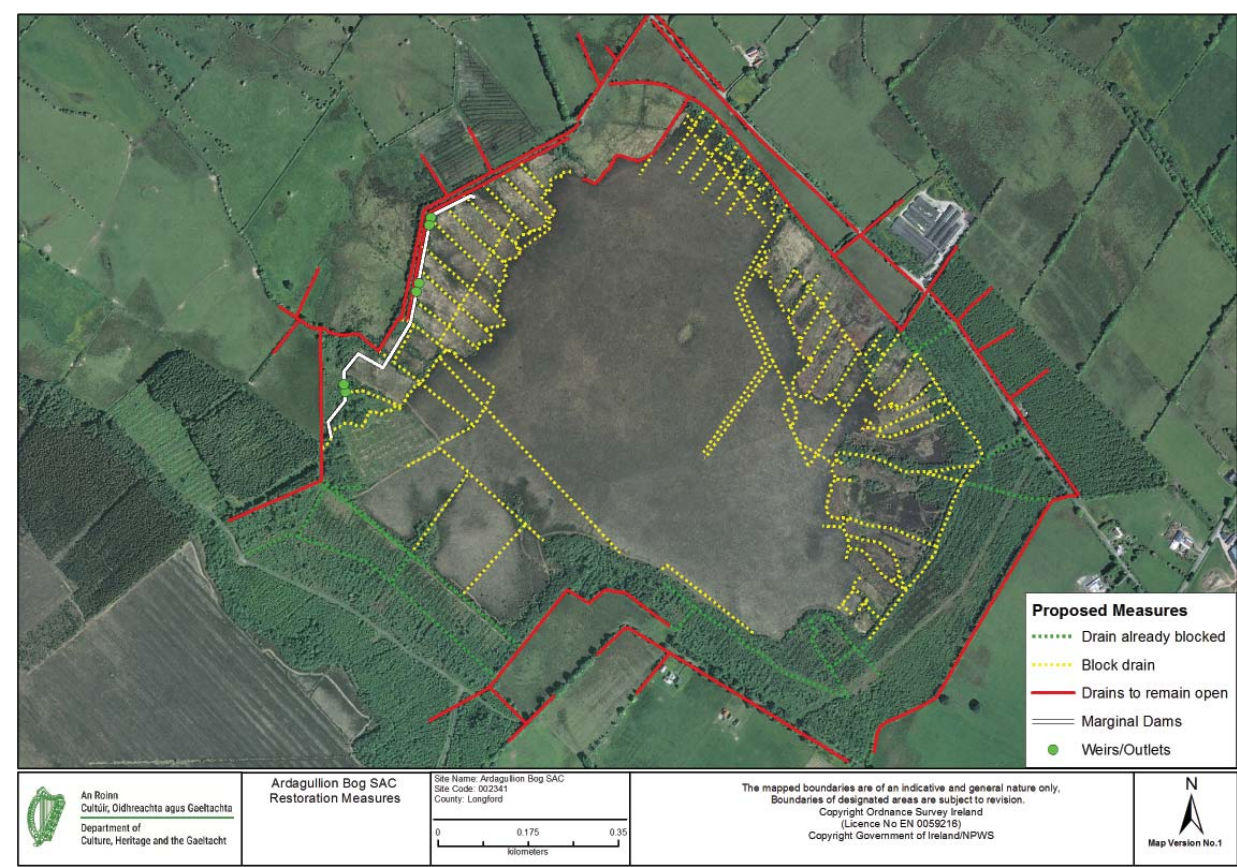 Proposed Measures
Drain already blocked
Block drain
Drains to remain open
Marginal Dams
Weirs/Outlets
An Roinn
Cultúir, Oidhreachta agus Gaeltachta
Department of
Culture, Heritage and the Gaeltacht
Ardagullion Bog SAC
Restoration Measures
Site Name: Ardagullion Bog SAC
Site Code: 002341
County: Longford
0 0.175 0.35
kilometers
The mapped boundaries are of an indicative and general nature only,
Boundaries of designated areas are subject to revision.
Copyright Ordnance Survey Ireland
(Licence No EN 0059216)
Copyright Government of Ireland/NPWS
N
Map Version No.1